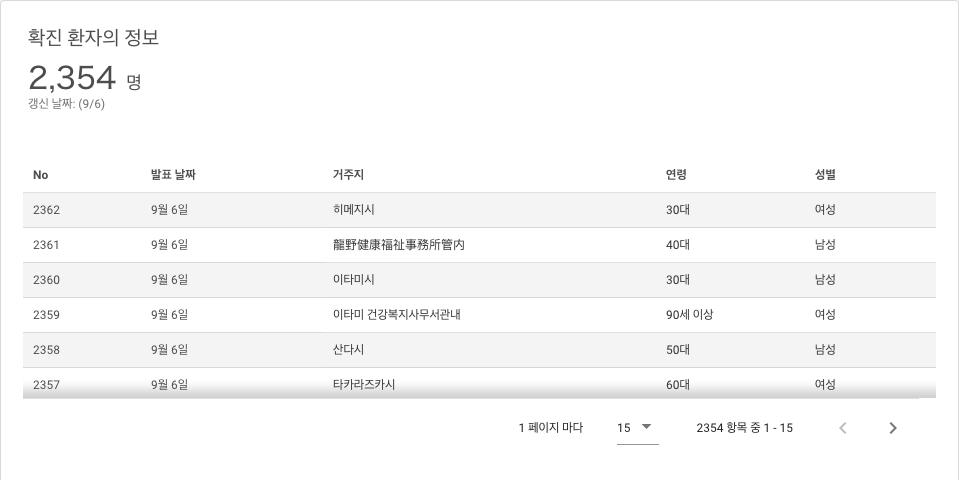 확진 환자의 정보
2,354 명
갱신 날짜: (9/6)
No 발표 날짜 거주지 연령 성별
2362 9월 6일 히메지시 30대 여성
2361 9월 6일 龍野健康福祉事務所管内 40대 남성
2360 9월 6일 이타미시 30대 남성
2359 9월 6일 이타미 건강복지사무서관내 90세 이상 여성
2358 9월 6일 산다시 50대 남성
2357 9월 6일 타카라즈카시 60대 여성
1 페이지 마다 15 2354 항목 중 1 - 15